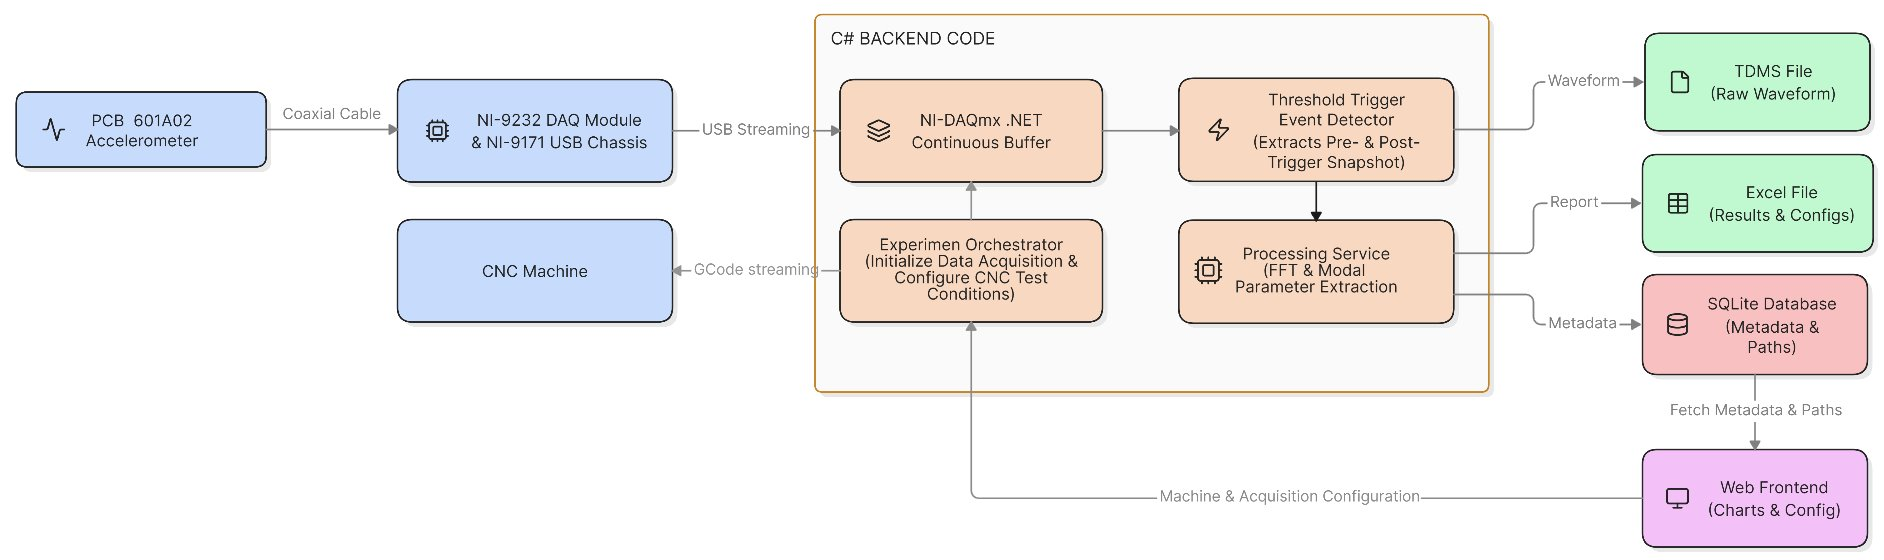 C# BACKEND CODE
PCB 601A02
Accelerometer
Coaxial Cable
NI-9232 DAQ Module
& NI-9171 USB Chassis
USB Streaming
NI-DAQmx .NET
Continuous Buffer
Threshold Trigger
Event Detector
(Extracts Pre- & Post-
Trigger Snapshot)
Waveform
TDMS File
(Raw Waveform)
Report
Excel File
(Results & Configs)
CNC Machine
GCode streaming
Experimen Orchestrator
(Initialize Data Acquisition &
Configure CNC Test
Conditions)
Processing Service
(FFT & Modal
Parameter Extraction
Metadata
SQLite Database
(Metadata &
Paths)
Fetch Metadata & Paths
Machine & Acquisition Configuration
Web Frontend
(Charts & Config)